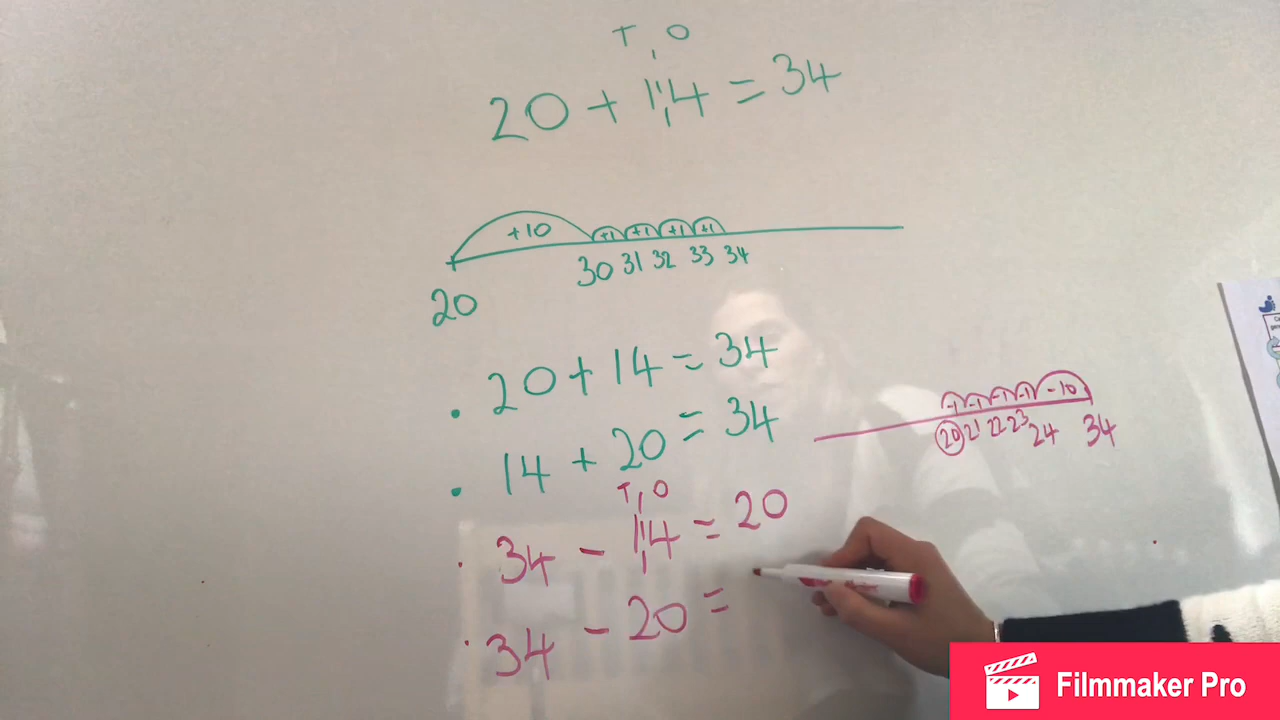 T O
20 + 14 = 34
+10 +1 +1 +1 +1
20 30 31 32 33 34
. 20 + 14 = 34
. 14 + 20 = 34
-1 -1 -1 -1 -10
20 21 22 23 24 34
T O
. 34 - 14 = 20
. 34 - 20 =
Filmmaker Pro